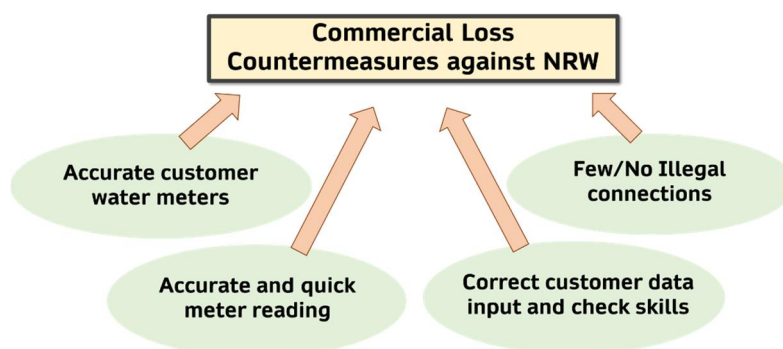 Commercial Loss
Countermeasures against NRW
Accurate customer
water meters
Few/No Illegal
connections
Accurate and quick
meter reading
Correct customer data
input and check skills